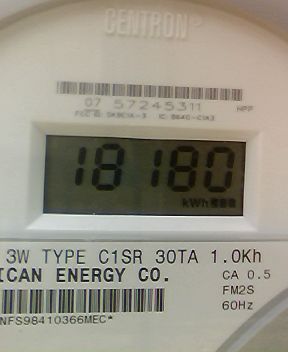 CENTRON®
07 57245311
18180
kWh
3W TYPE C1SR 30TA 1.0Kh
ICAN ENERGY CO.
CA 0.5
FM2S
60Hz
NFS98410366MEC*